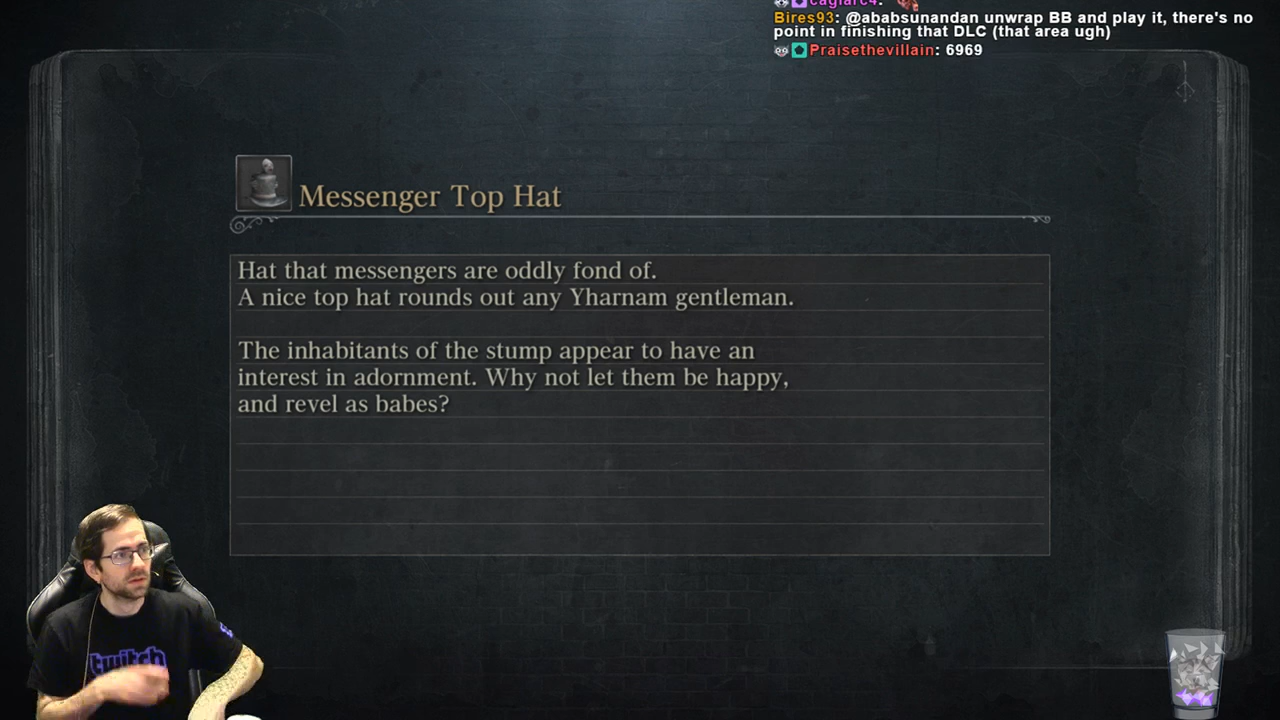 cagiarc4:
Bires93: @ababsunandan unwrap BB and play it, there's no
point in finishing that DLC (that area ugh)
Praisethevillain: 6969
Messenger Top Hat
Hat that messengers are oddly fond of.
A nice top hat rounds out any Yharnam gentleman.
The inhabitants of the stump appear to have an
interest in adornment. Why not let them be happy,
and revel as babes?
twitch